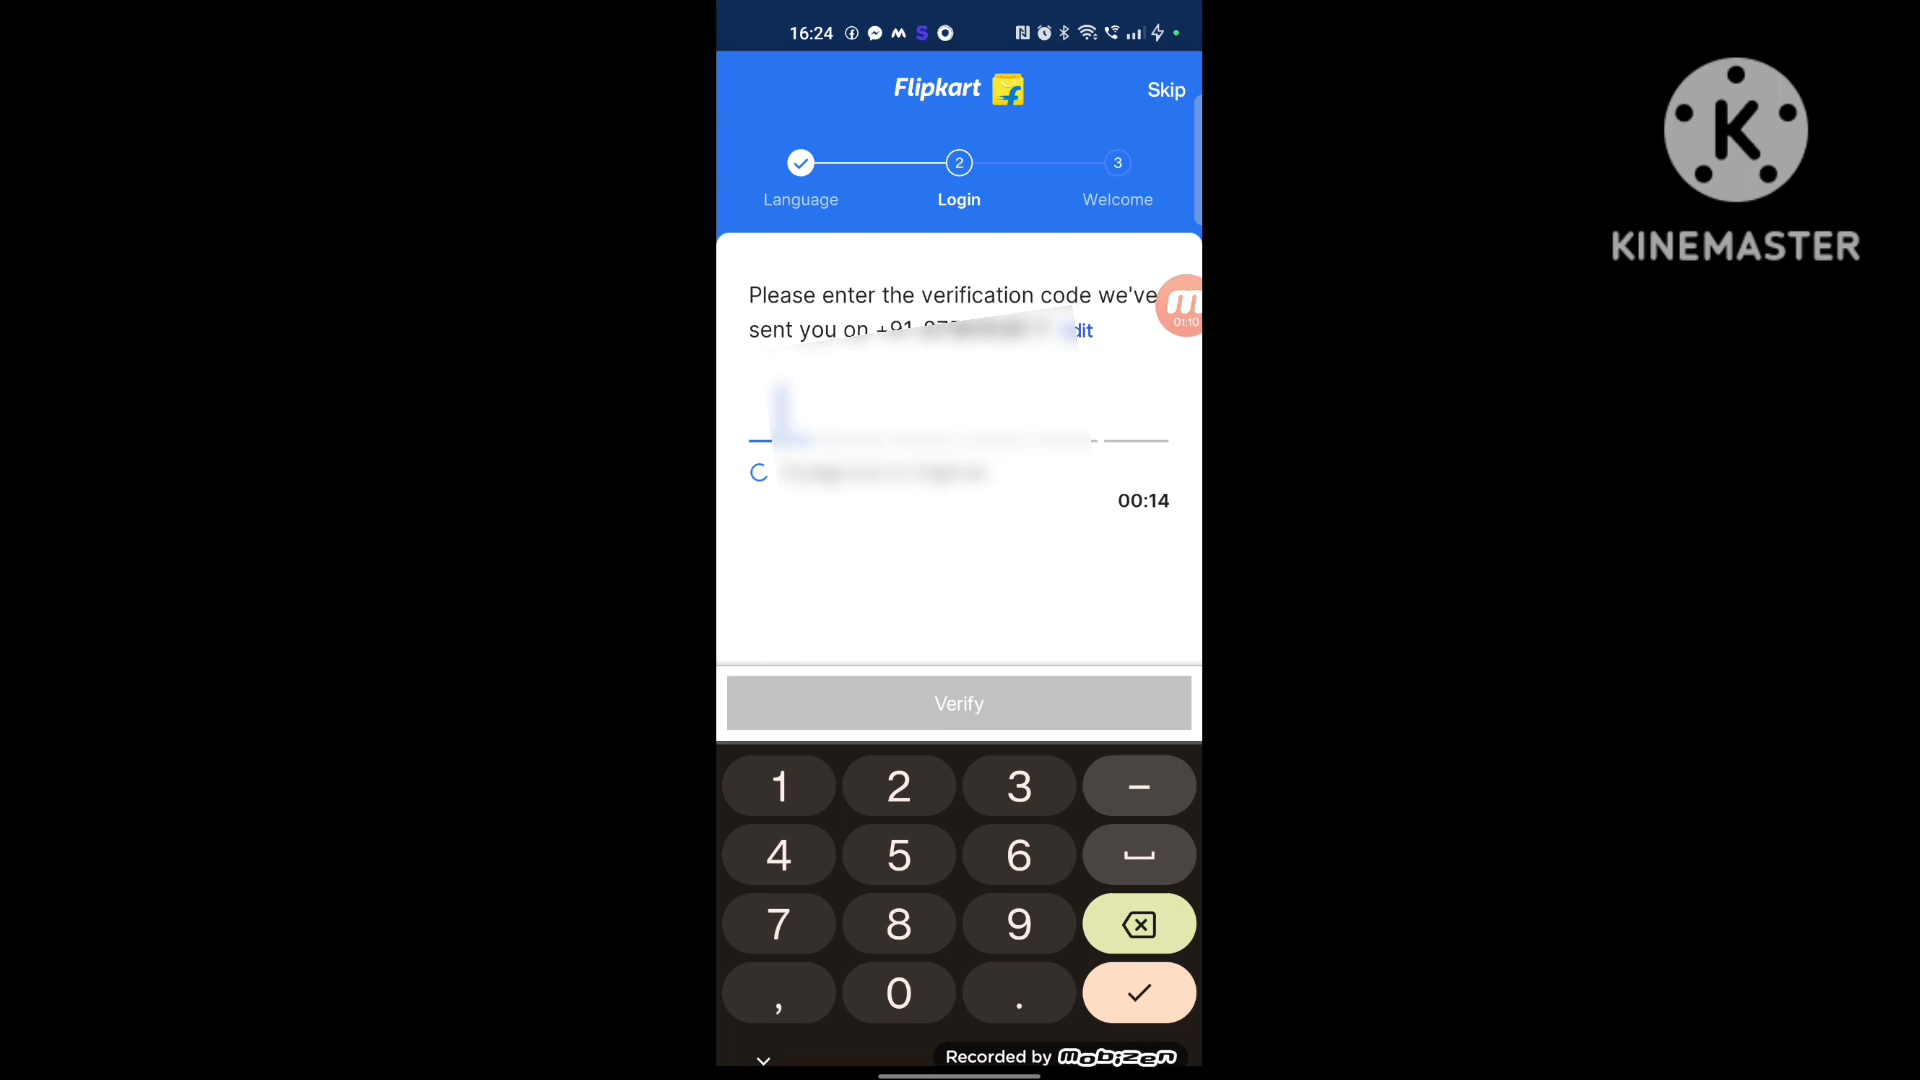 16:24
Flipkart
Skip
2
3
Language
Login
Welcome
Please enter the verification code we've
sent you on +91
01:10
00:14
Verify
1 2 3 -
4 5 6
7 8 9
, 0 .
Recorded by mobizen
K
KINEMASTER